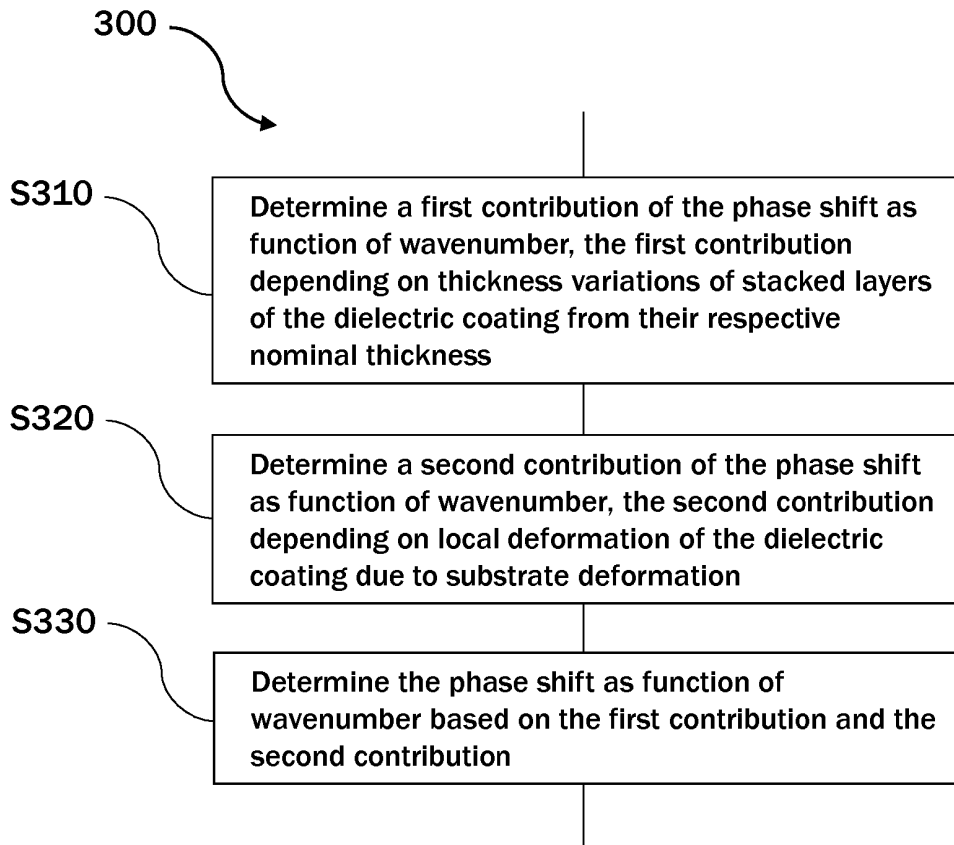 300
S310
Determine a first contribution of the phase shift as
function of wavenumber, the first contribution
depending on thickness variations of stacked layers
of the dielectric coating from their respective
nominal thickness
S320
Determine a second contribution of the phase shift
as function of wavenumber, the second contribution
depending on local deformation of the dielectric
coating due to substrate deformation
S330
Determine the phase shift as function of
wavenumber based on the first contribution and the
second contribution